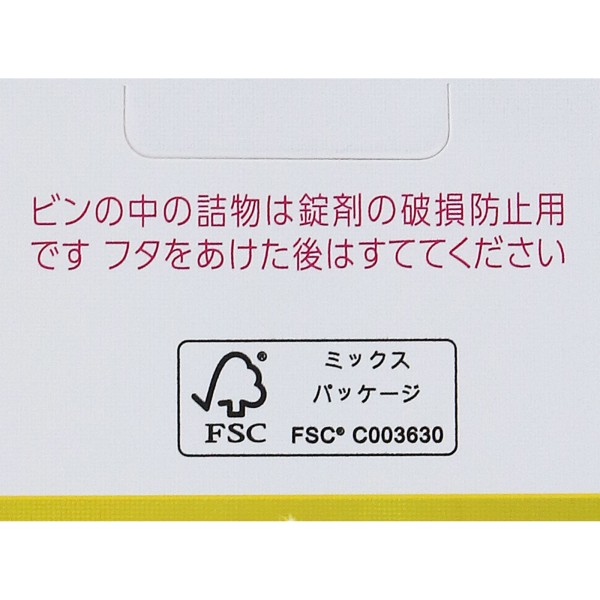 ビンの中の詰物は錠剤の破損防止用
です フタをあけた後はすててください
ミックス
パッケージ
FSC® C003630
®
FSC